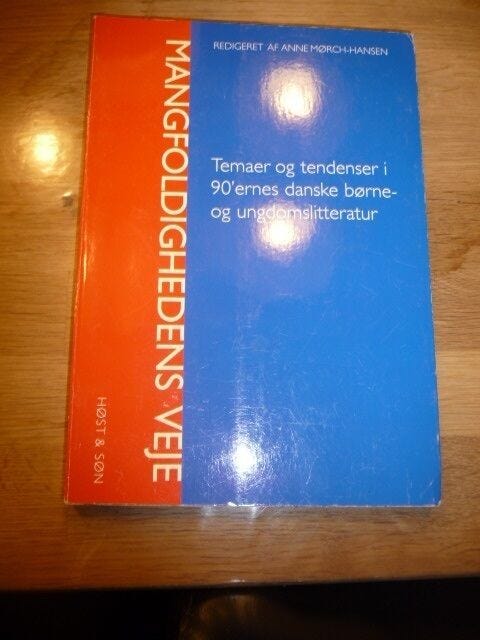 REDIGERET AF ANNE MØRCH-HANSEN
MANGFOLDIGHEDENS VEJE
Temaer og tendenser i
90'ernes danske børne-
og ungdomslitteratur
HØST & SØN